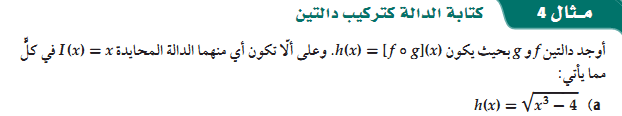 مثال 4 كتابة الدالة كتركيب دالتين
أوجد دالتين f و g بحيث يكون h(x) = [f ∘ g](x). وعلى ألّا تكون أي منهما الدالة المحايدة I(x) = x في كلٍّ
مما يأتي:
h(x) = √(x³ − 4) (a